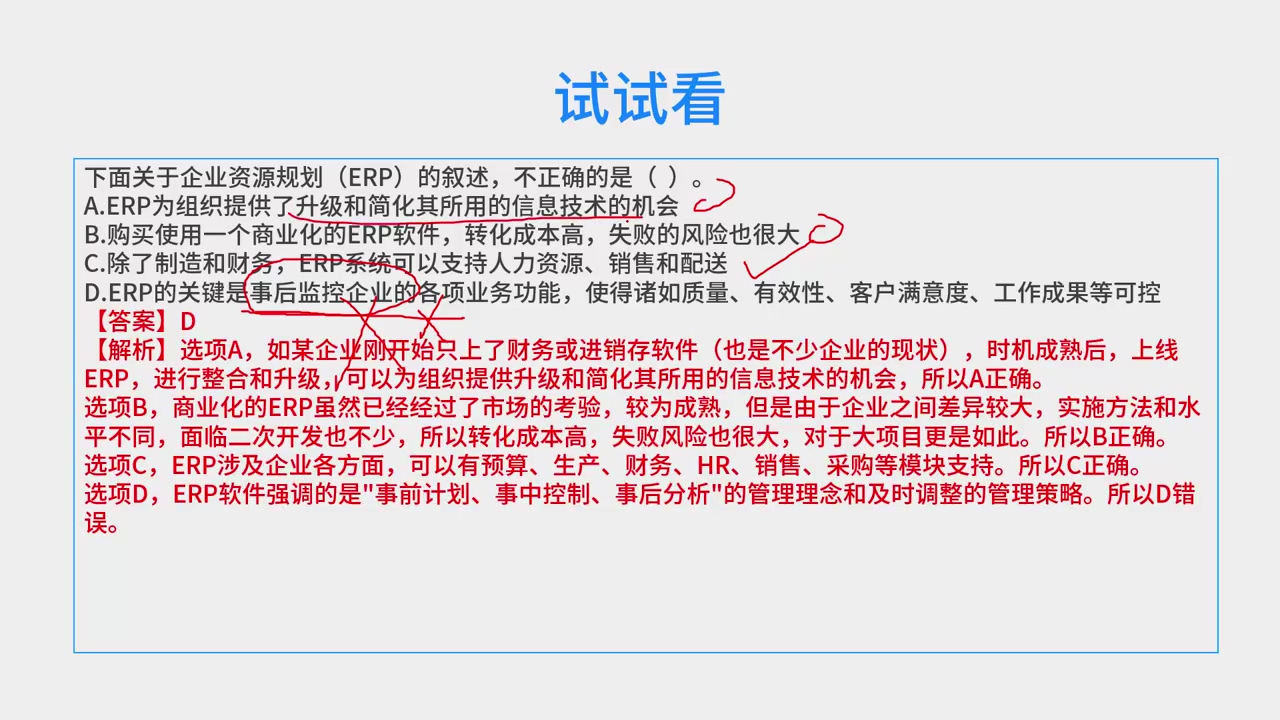 试试看
下面关于企业资源规划（ERP）的叙述，不正确的是（ ）。
A.ERP为组织提供了升级和简化其所用的信息技术的机会
B.购买使用一个商业化的ERP软件，转化成本高，失败的风险也很大
C.除了制造和财务，ERP系统可以支持人力资源、销售和配送
D.ERP的关键是事后监控企业的各项业务功能，使得诸如质量、有效性、客户满意度、工作成果等可控
【答案】D
【解析】选项A，如某企业刚开始只上了财务或进销存软件（也是不少企业的现状），时机成熟后，上线
ERP，进行整合和升级，可以为组织提供升级和简化其所用的信息技术的机会，所以A正确。
选项B，商业化的ERP虽然已经经过了市场的考验，较为成熟，但是由于企业之间差异较大，实施方法和水
平不同，面临二次开发也不少，所以转化成本高，失败风险也很大，对于大项目更是如此。所以B正确。
选项C，ERP涉及企业各方面，可以有预算、生产、财务、HR、销售、采购等模块支持。所以C正确。
选项D，ERP软件强调的是"事前计划、事中控制、事后分析"的管理理念和及时调整的管理策略。所以D错
误。